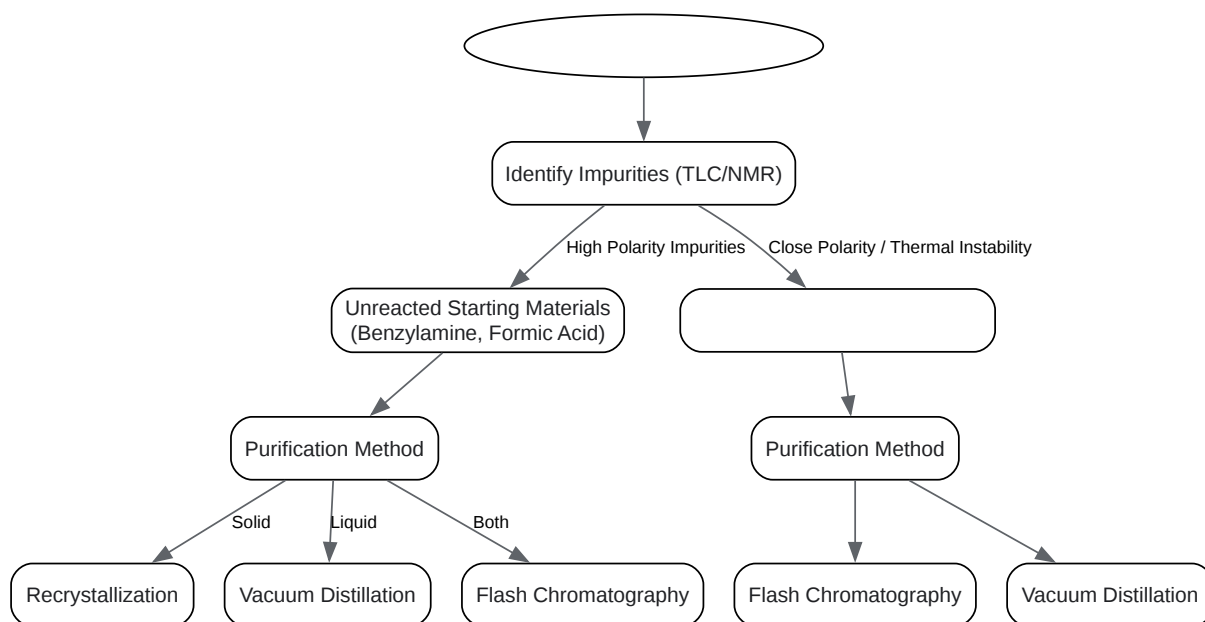 Identify Impurities (TLC/NMR)
High Polarity Impurities
Close Polarity / Thermal Instability
Unreacted Starting Materials
(Benzylamine, Formic Acid)
Purification Method
Purification Method
Solid
Liquid
Both
Recrystallization
Vacuum Distillation
Flash Chromatography
Flash Chromatography
Vacuum Distillation